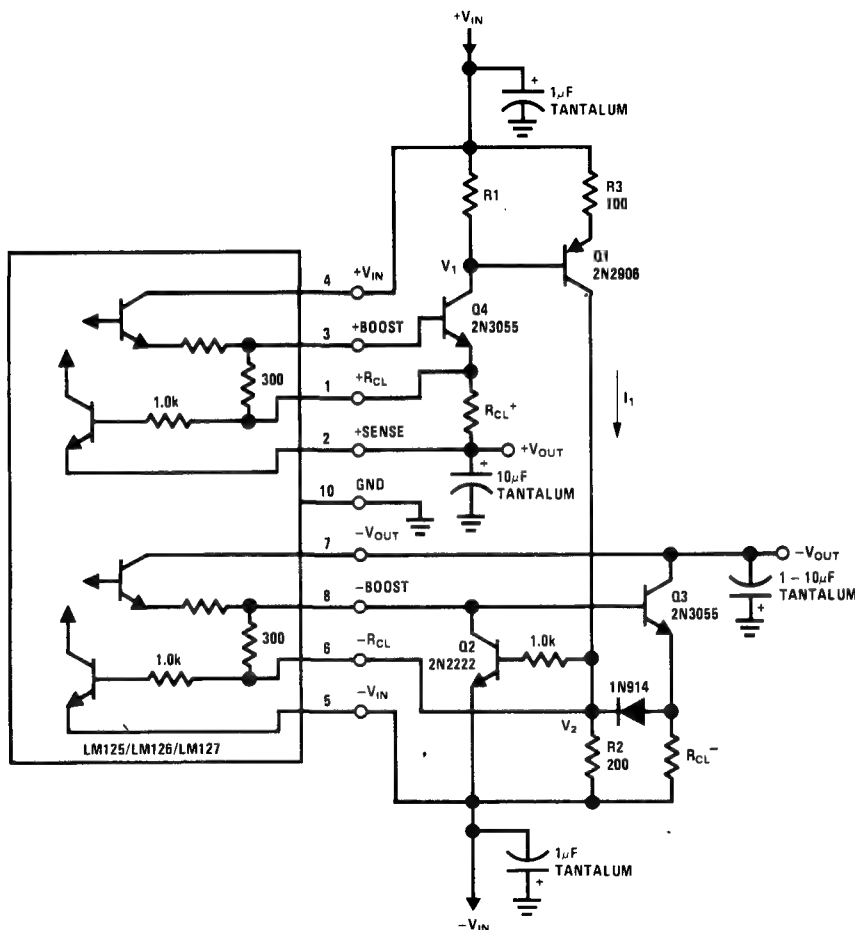 +VIN
1μF
TANTALUM
R1
R3
100
V1
Q1
2N2906
4
+VIN
Q4
2N3055
3
+BOOST
300
1.0k
1
+RCL
RCL+
I1
2
+SENSE
+VOUT
10μF
TANTALUM
10
GND
7
-VOUT
-VOUT
8
-BOOST
Q3
2N3055
1 – 10μF
TANTALUM
300
Q2
2N2222
1.0k
1.0k
6
-RCL
1N914
5
-VIN
V2
LM125/LM126/LM127
R2
200
RCL-
1μF
TANTALUM
-VIN